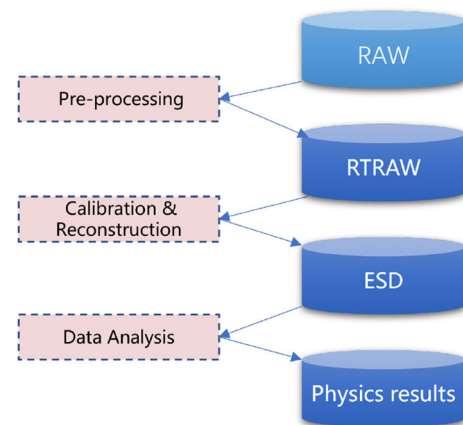 RAW
Pre-processing
RTRAW
Calibration &
Reconstruction
ESD
Data Analysis
Physics results